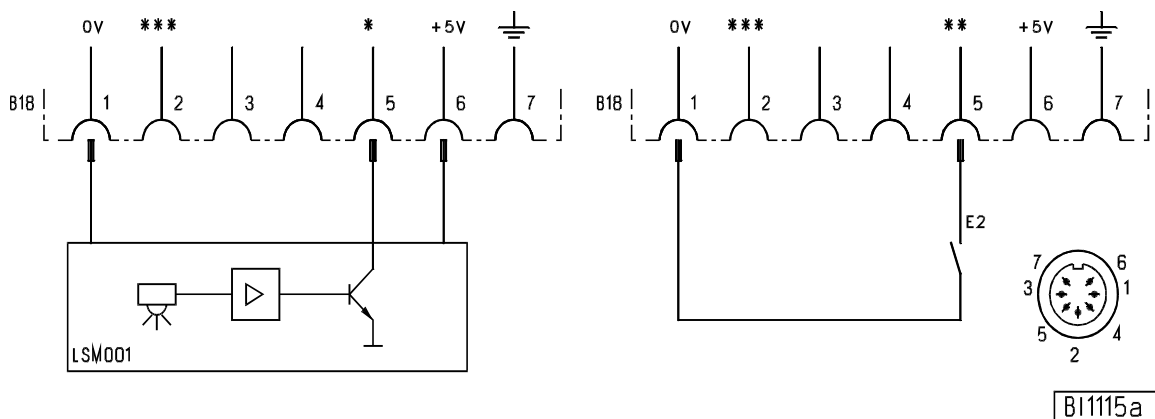 0V *** * +5V
B18 1 2 3 4 5 6 7
LSM001
0V *** ** +5V
B18 1 2 3 4 5 6 7
E2
7 6
3 1
5 4
2
BI1115a